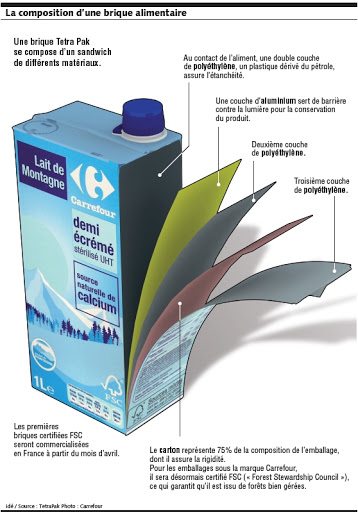 La composition d'une brique alimentaire
Une brique Tetra Pak
se compose d'un sandwich
de différents matériaux.
Au contact de l'aliment, une double couche
de polyéthylène, un plastique dérivé du pétrole,
assure l'étanchéité.
Une couche d'aluminium sert de barrière
contre la lumière pour la conservation
du produit.
Deuxième couche
de polyéthylène.
Troisième couche
de polyéthylène.
Lait de
Montagne
Carrefour
demi
écrémé
stérilisé UHT
source
naturelle de
calcium
1L e
FSC
Les premières
briques certifiées FSC
seront commercialisées
en France à partir du mois d'avril.
Le carton représente 75% de la composition de l'emballage,
dont il assure la rigidité.
Pour les emballages sous la marque Carrefour,
il sera désormais certifié FSC (« Forest Stewardship Council »),
ce qui garantit qu'il est issu de forêts bien gérées.
idé / Source : TetraPak Photo : Carrefour